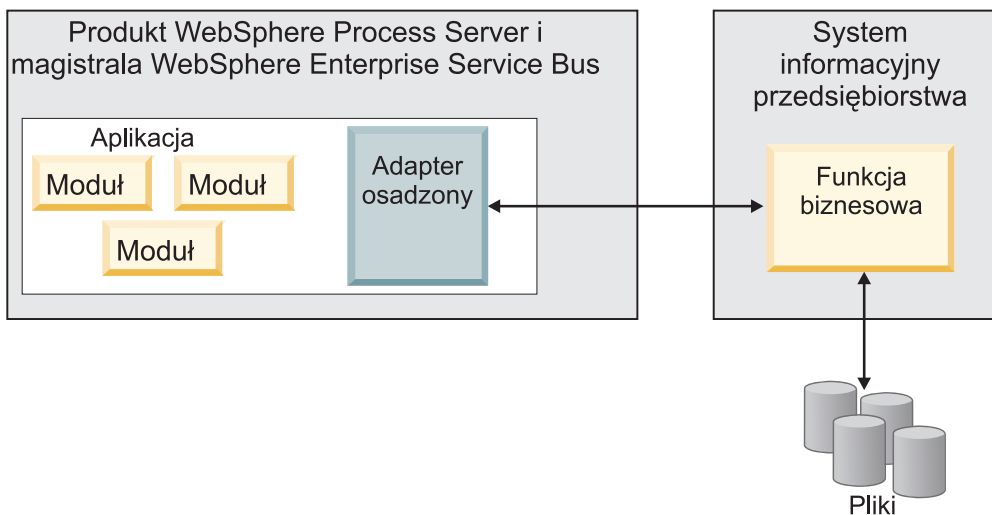 Produkt WebSphere Process Server i
magistrala WebSphere Enterprise Service Bus
Aplikacja
Moduł
Moduł
Moduł
Adapter
osadzony
System
informacyjny
przedsiębiorstwa
Funkcja
biznesowa
Pliki